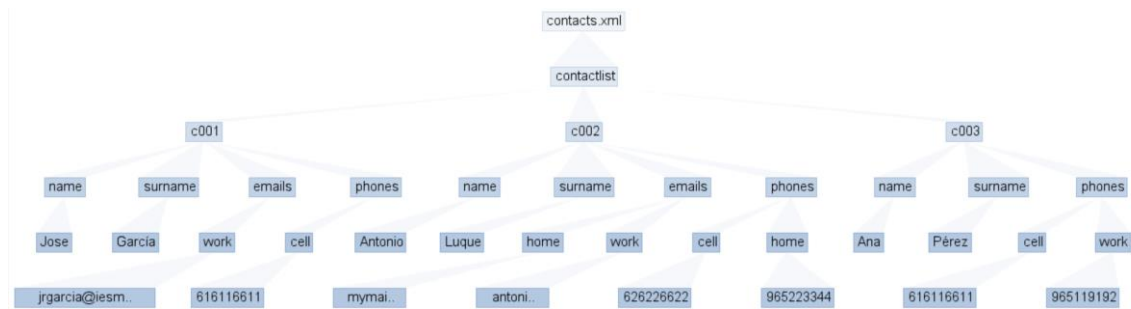 contacts.xml
contactlist
c001 c002 c003
name surname emails phones name surname emails phones name surname phones
Jose García work cell Antonio Luque home work cell home Ana Pérez cell work
jrgarcia@iesm.. 616116611 mymai.. antoni.. 626226622 965223344 616116611 965119192